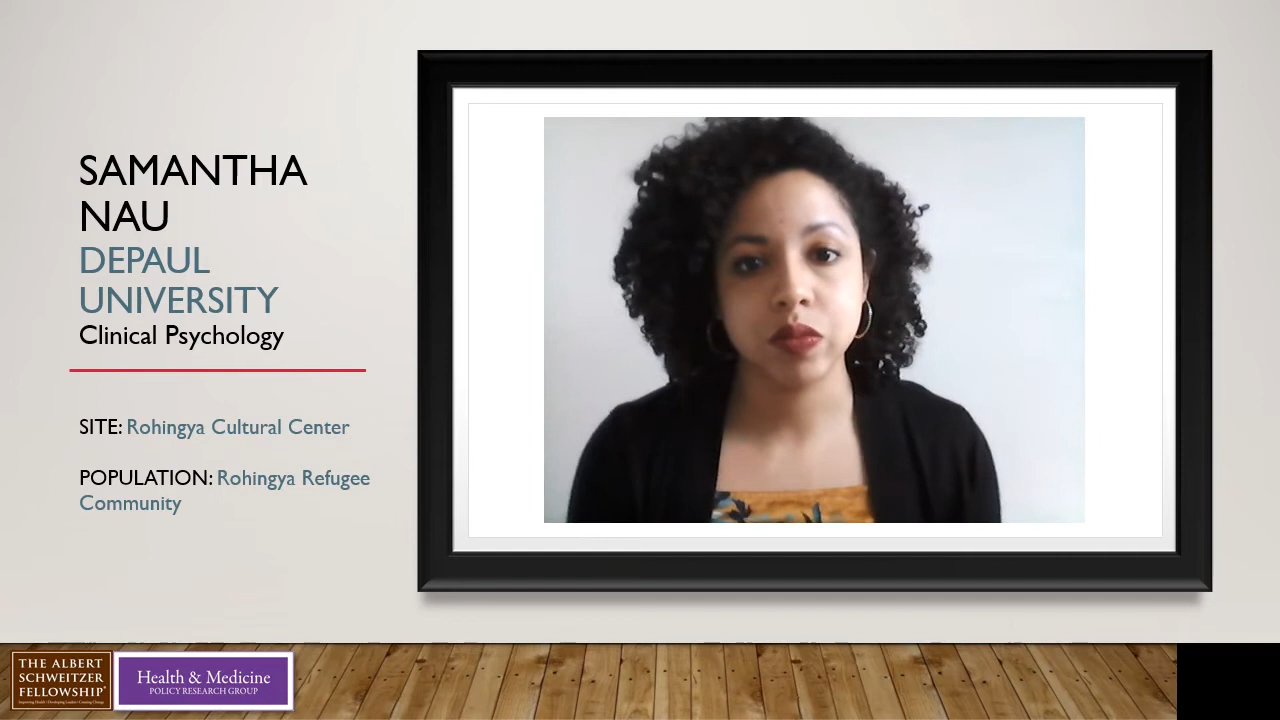 SAMANTHA
NAU
DEPAUL
UNIVERSITY
Clinical Psychology
SITE: Rohingya Cultural Center
POPULATION: Rohingya Refugee
Community
THE ALBERT
SCHWEITZER
FELLOWSHIP
Health & Medicine
POLICY RESEARCH GROUP